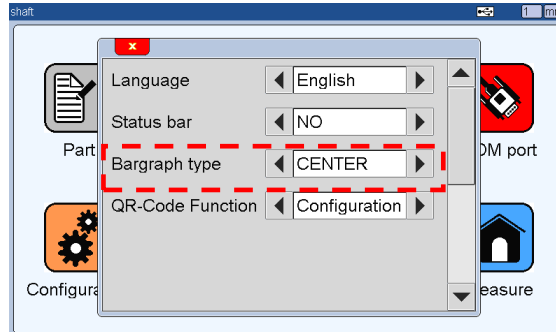 shaft
1 m
x
Language English
Status bar NO
Part
OM port
Bargraph type CENTER
QR-Code Function Configuration
Configura
easure